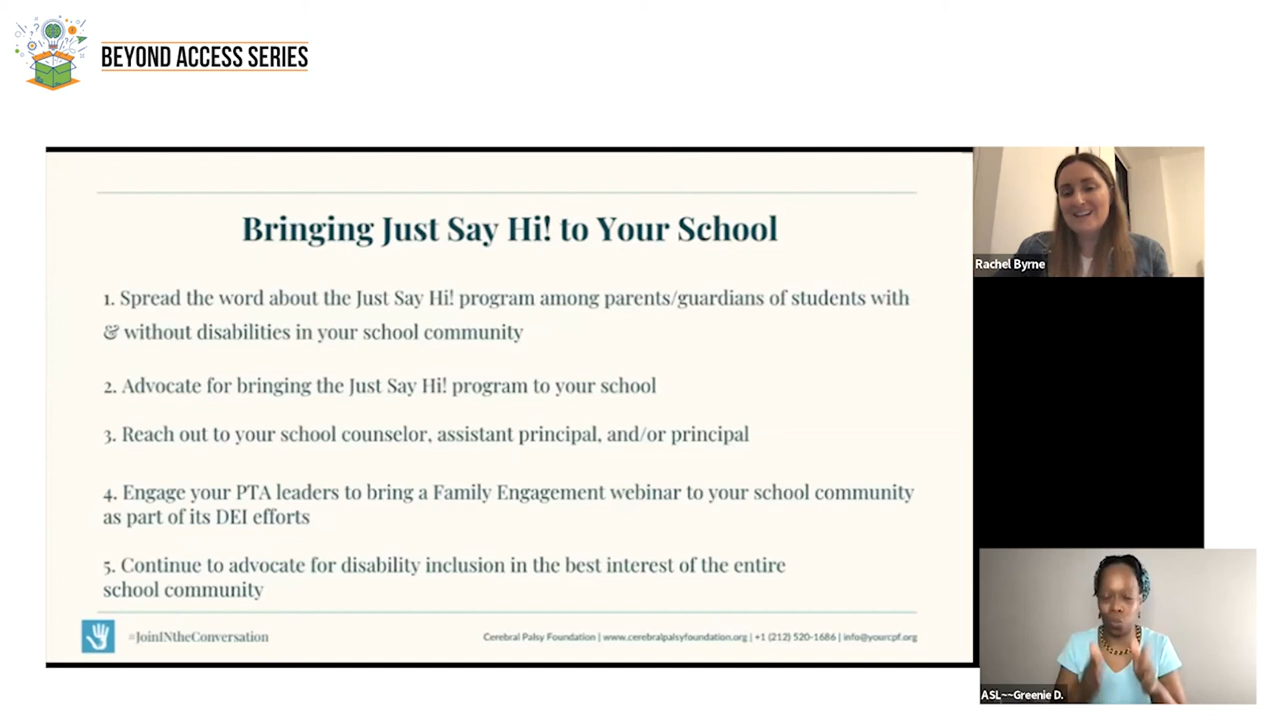 BEYOND ACCESS SERIES
Bringing Just Say Hi! to Your School
1. Spread the word about the Just Say Hi! program among parents/guardians of students with
& without disabilities in your school community
2. Advocate for bringing the Just Say Hi! program to your school
3. Reach out to your school counselor, assistant principal, and/or principal
4. Engage your PTA leaders to bring a Family Engagement webinar to your school community
as part of its DEI efforts
5. Continue to advocate for disability inclusion in the best interest of the entire
school community
#JoinINtheConversation
Cerebral Palsy Foundation | www.cerebralpalsyfoundation.org | +1 (212) 520-1686 | info@yourcpf.org
Rachel Byrne
ASL~~Greenie D.